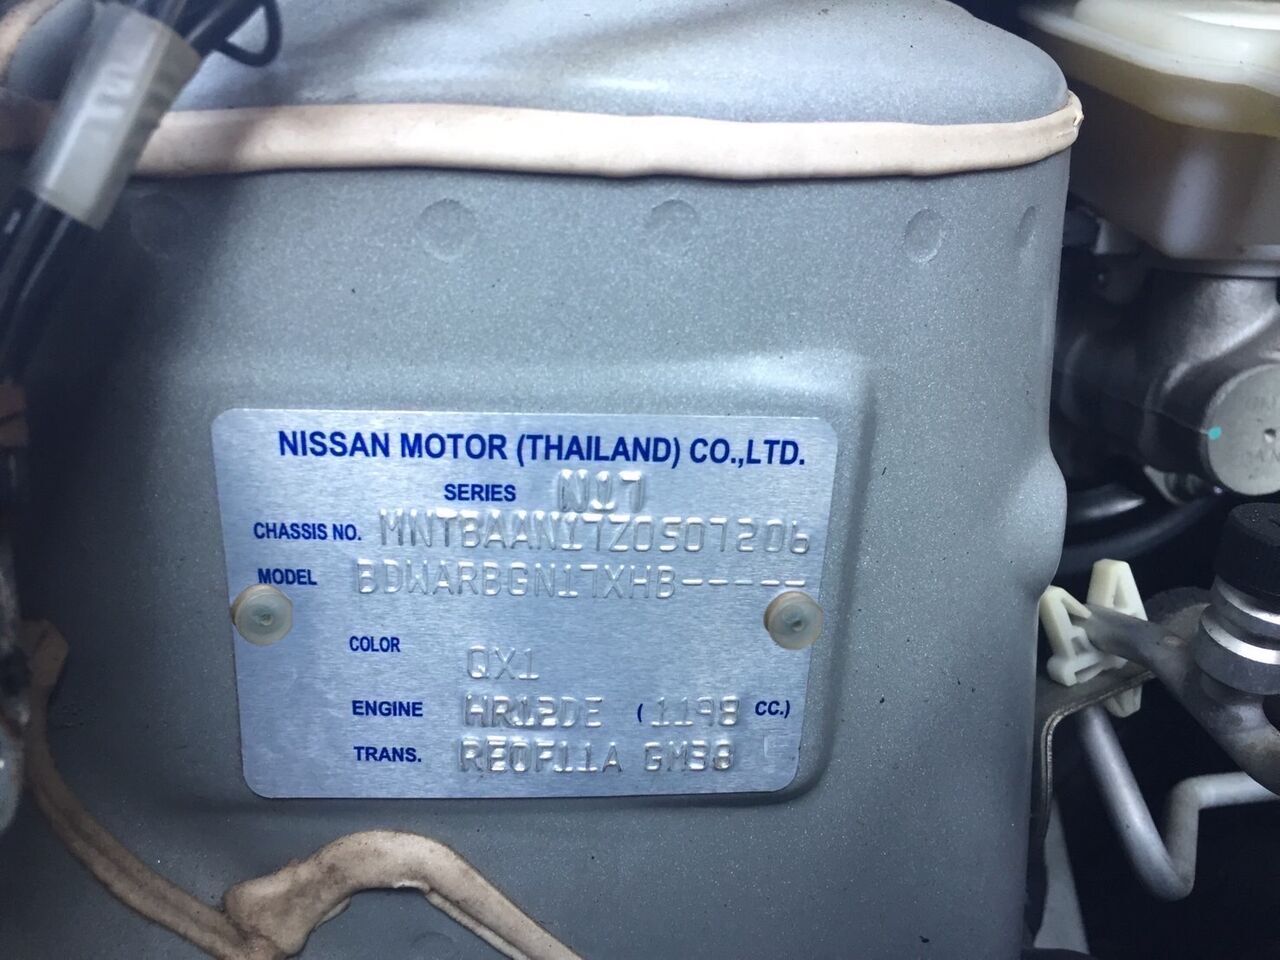 NISSAN MOTOR (THAILAND) CO.,LTD.
SERIES N17
CHASSIS NO. MNTBAAN17Z0507206
MODEL BDWARBGN17XHB-----
COLOR QX1
ENGINE HR12DE (1198 CC.)
TRANS. RE0F11A GM38